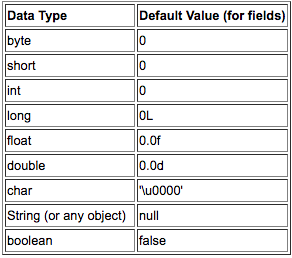 Data Type Default Value (for fields)
byte 0
short 0
int 0
long 0L
float 0.0f
double 0.0d
char '\u0000'
String (or any object) null
boolean false